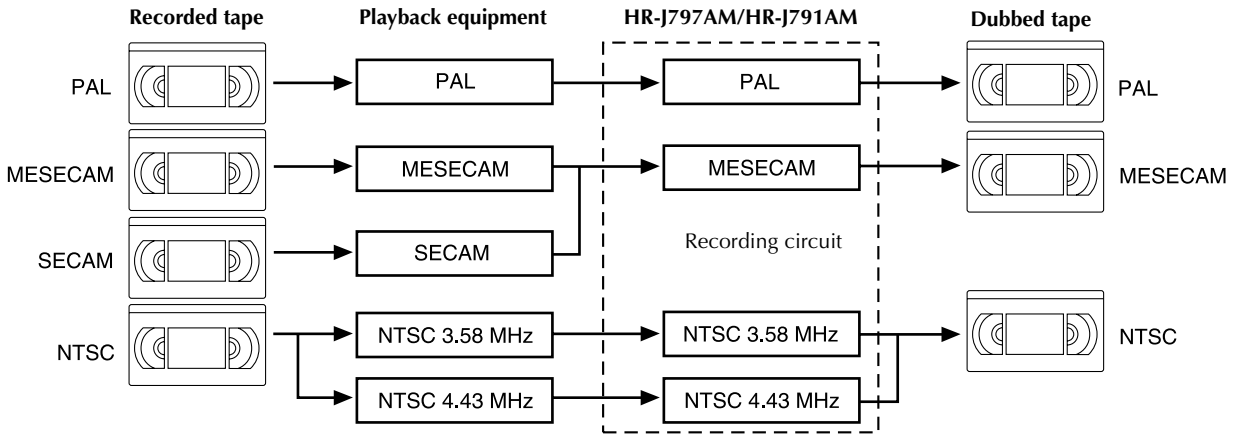 Recorded tape Playback equipment HR-J797AM/HR-J791AM Dubbed tape
PAL PAL PAL PAL
MESECAM MESECAM MESECAM MESECAM
SECAM SECAM Recording circuit
NTSC NTSC 3.58 MHz NTSC 3.58 MHz NTSC
NTSC 4.43 MHz NTSC 4.43 MHz